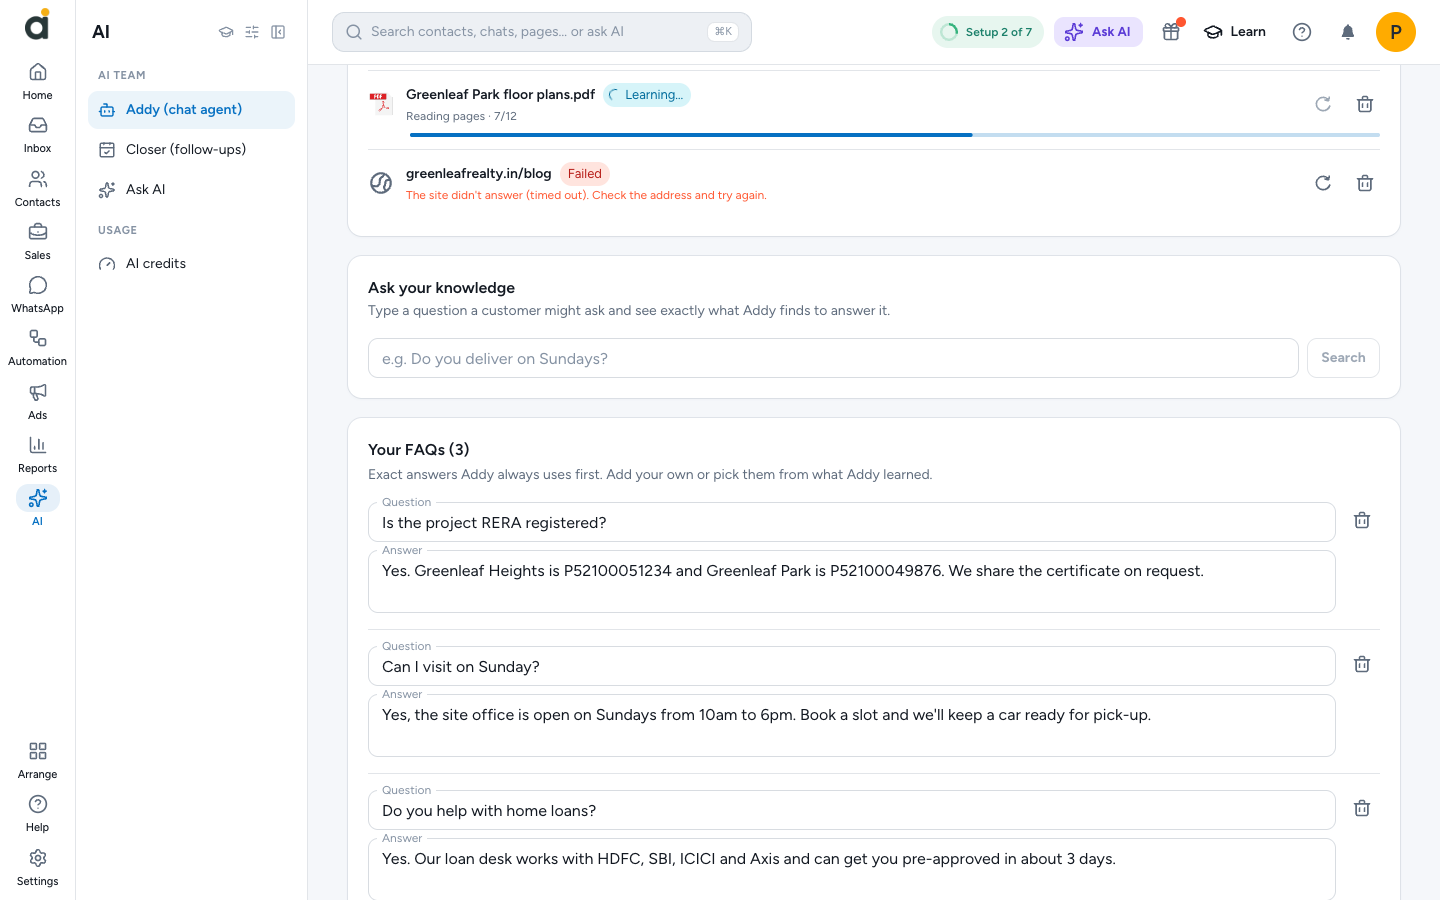 Home
Inbox
Contacts
Sales
WhatsApp
Automation
Ads
Reports
AI
Arrange
Help
Settings
AI
AI TEAM
Addy (chat agent)
Closer (follow-ups)
Ask AI
USAGE
AI credits
Search contacts, chats, pages... or ask AI
⌘K
Setup 2 of 7
Ask AI
Learn
P
Greenleaf Park floor plans.pdf
Learning...
Reading pages · 7/12
greenleafrealty.in/blog
Failed
The site didn't answer (timed out). Check the address and try again.
Ask your knowledge
Type a question a customer might ask and see exactly what Addy finds to answer it.
e.g. Do you deliver on Sundays?
Search
Your FAQs (3)
Exact answers Addy always uses first. Add your own or pick them from what Addy learned.
Question
Is the project RERA registered?
Answer
Yes. Greenleaf Heights is P52100051234 and Greenleaf Park is P52100049876. We share the certificate on request.
Question
Can I visit on Sunday?
Answer
Yes, the site office is open on Sundays from 10am to 6pm. Book a slot and we'll keep a car ready for pick-up.
Question
Do you help with home loans?
Answer
Yes. Our loan desk works with HDFC, SBI, ICICI and Axis and can get you pre-approved in about 3 days.